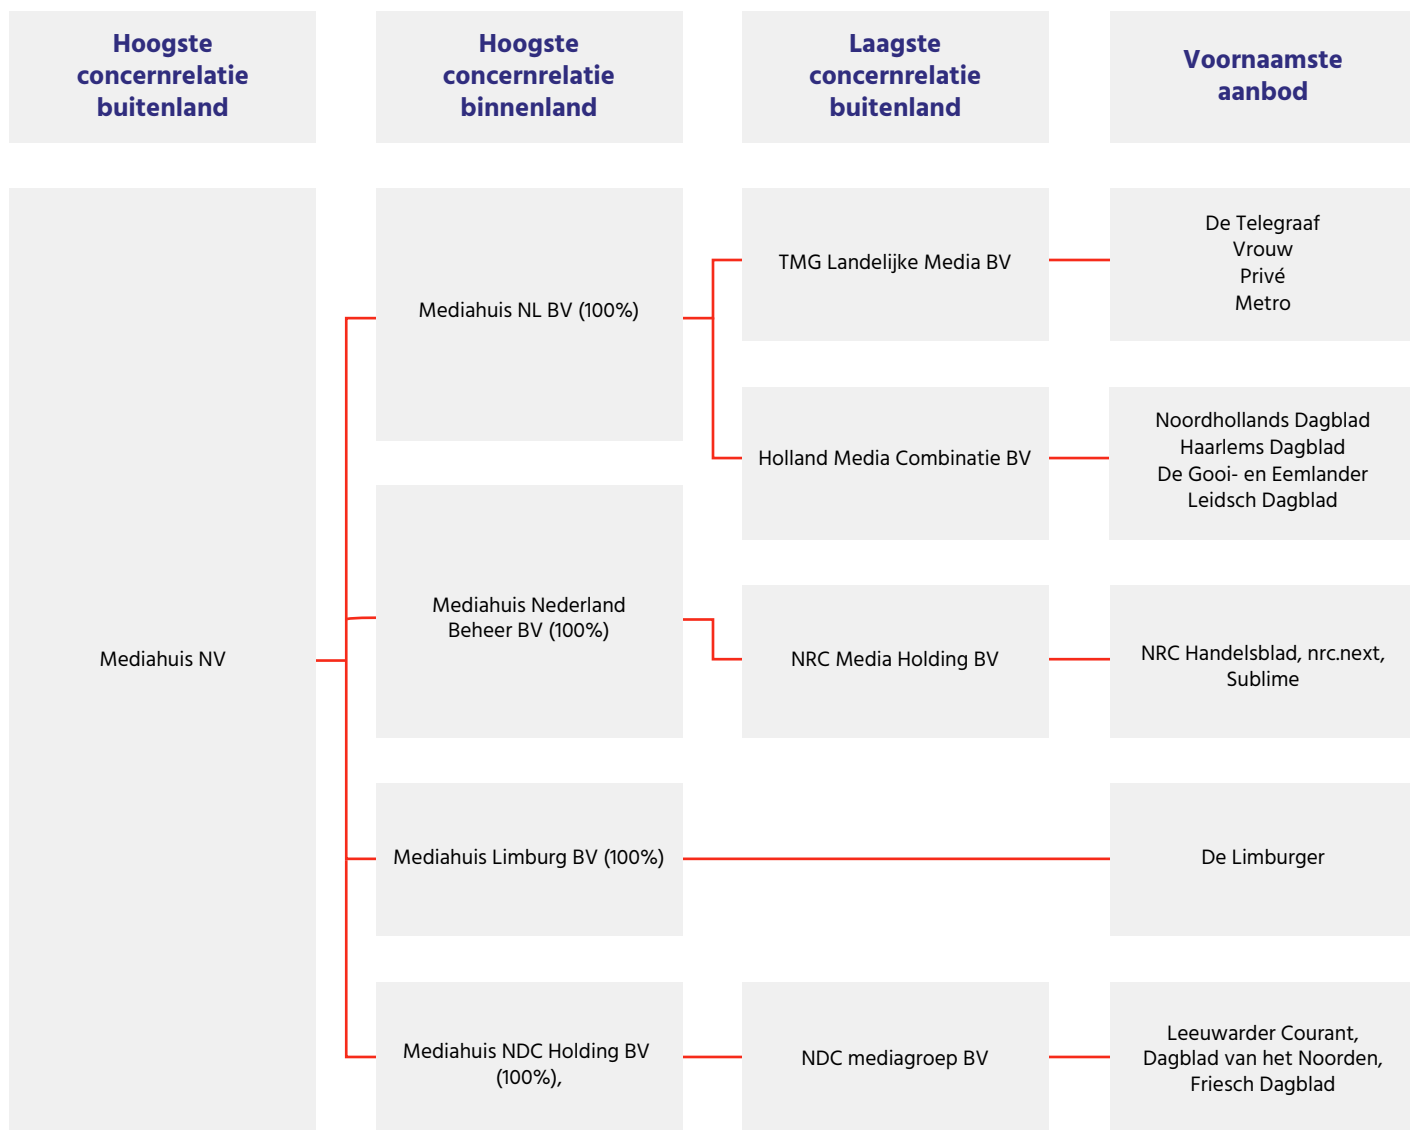 Hoogste
concernrelatie
buitenland
Hoogste
concernrelatie
binnenland
Laagste
concernrelatie
buitenland
Voornaamste
aanbod
Mediahuis NV
Mediahuis NL BV (100%)
TMG Landelijke Media BV
De Telegraaf
Vrouw
Privé
Metro
Holland Media Combinatie BV
Noordhollands Dagblad
Haarlems Dagblad
De Gooi- en Eemlander
Leidsch Dagblad
Mediahuis Nederland
Beheer BV (100%)
NRC Media Holding BV
NRC Handelsblad, nrc.next,
Sublime
Mediahuis Limburg BV (100%)
De Limburger
Mediahuis NDC Holding BV
(100%),
NDC mediagroep BV
Leeuwarder Courant,
Dagblad van het Noorden,
Friesch Dagblad